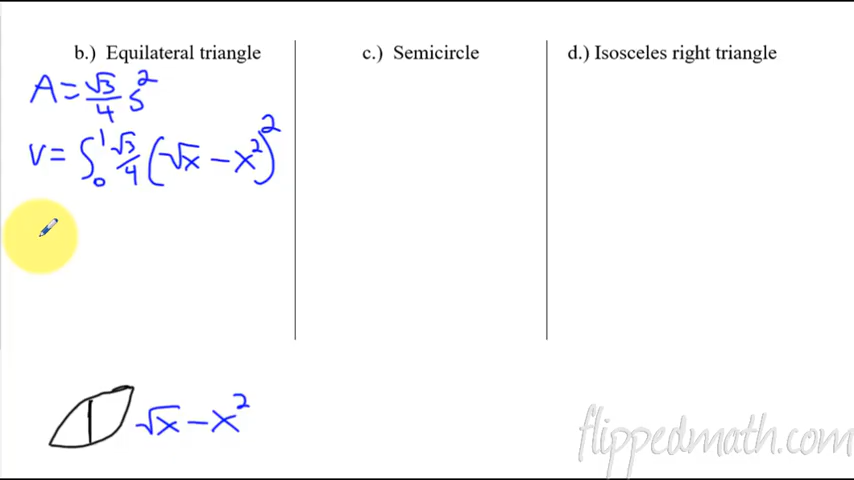 b.) Equilateral triangle
A = √3/4 s²
V = ∫₀¹ √3/4 (√x − x²)²
c.) Semicircle
d.) Isosceles right triangle
√x − x²
flippedmath.com